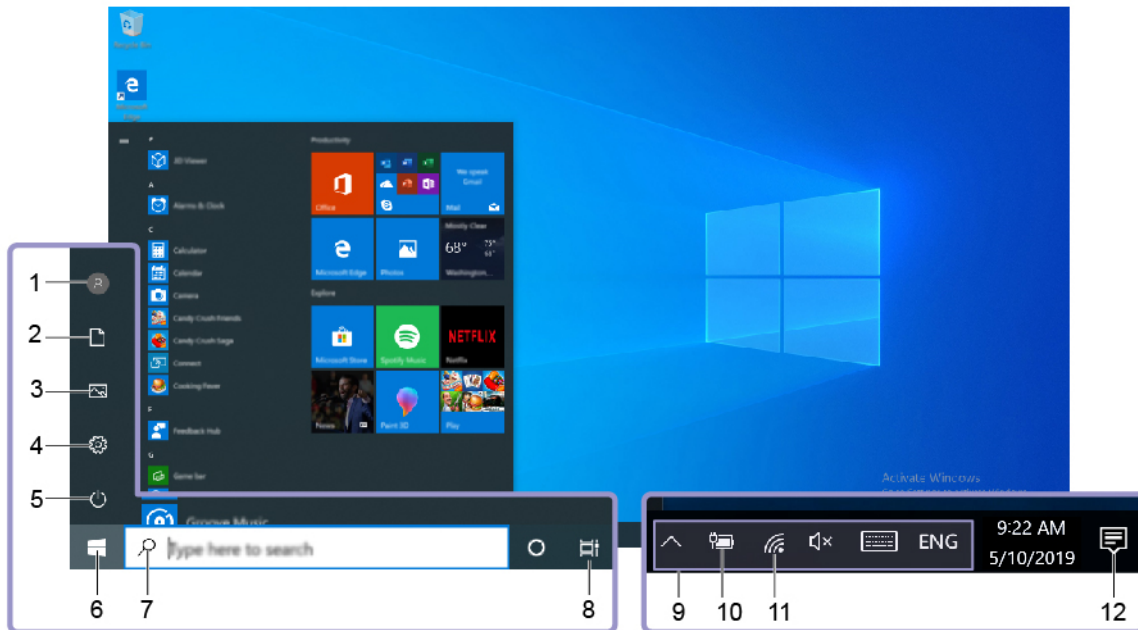 Recycle Bin
Microsoft
Edge
Productivity
#
3D Viewer
A
Alarms & Clock
C
Calculator
Calendar
Camera
Candy Crush Friends
Candy Crush Saga
Connect
Cooking Fever
F
Feedback Hub
G
Game bar
Groove Music
Office
We speak
Email
Mail
Microsoft Edge
Photos
Mostly Clear
68°
Washington...
Explore
Microsoft Store
Spotify Music
NETFLIX
Netflix
News
Paint 3D
Play
Activate Windows
1
2
3
4
5
Type here to search
9:22 AM
ENG
5/10/2019
6
7
8
9
10
11
12